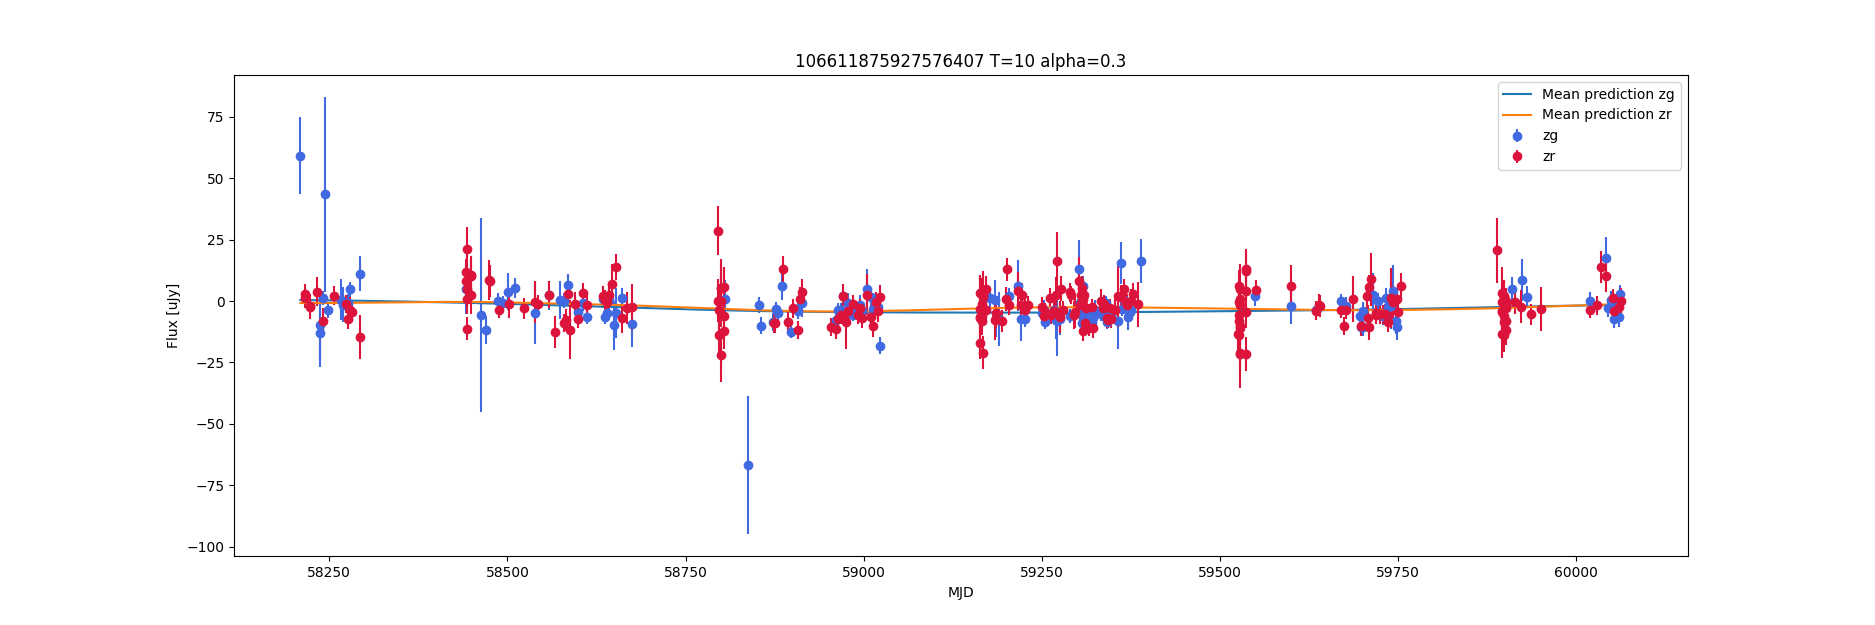 106611875927576407 T=10 alpha=0.3
Mean prediction zg
Mean prediction zr
zg
zr
75
50
25
0
−25
−50
−75
−100
Flux [uJy]
58250 58500 58750 59000 59250 59500 59750 60000
MJD